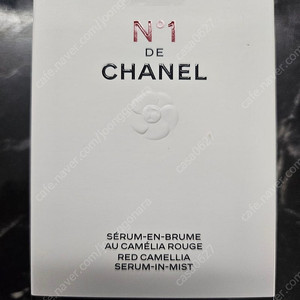 N°1
DE
CHANEL
SÉRUM-EN-BRUME
AU CAMÉLIA ROUGE
RED CAMELLIA
SERUM-IN-MIST